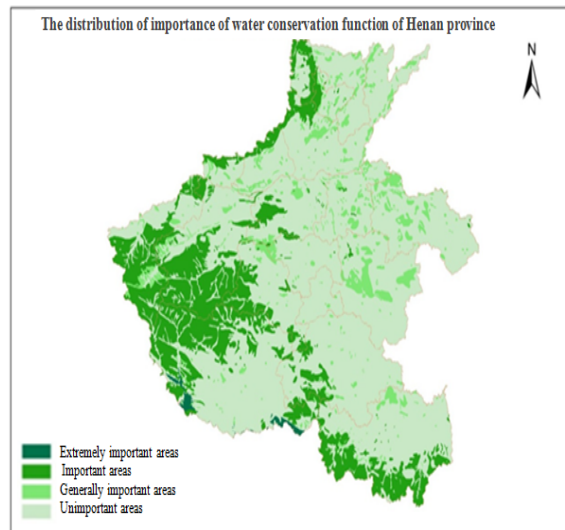 The distribution of importance of water conservation function of Henan province
N
Extremely important areas
Important areas
Generally important areas
Unimportant areas